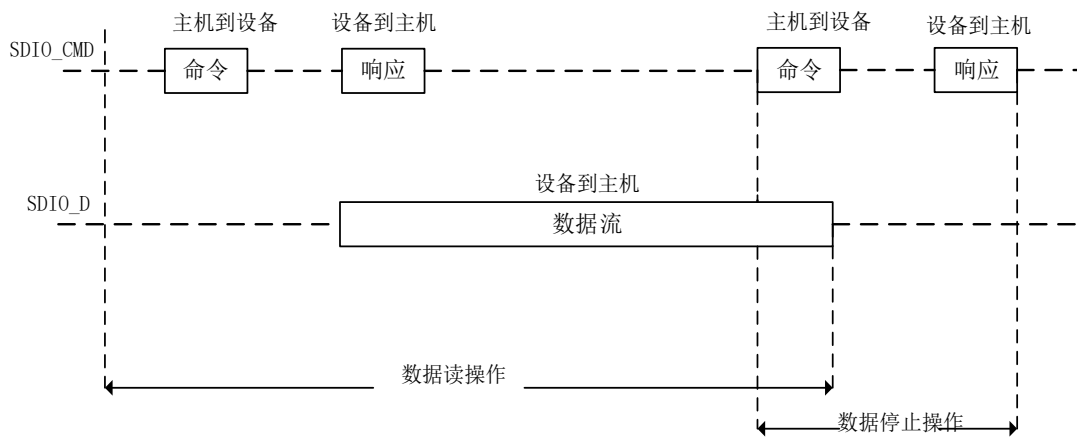 主机到设备
设备到主机
主机到设备
设备到主机
SDIO_CMD
命令
响应
命令
响应
设备到主机
SDIO_D
数据流
数据读操作
数据停止操作